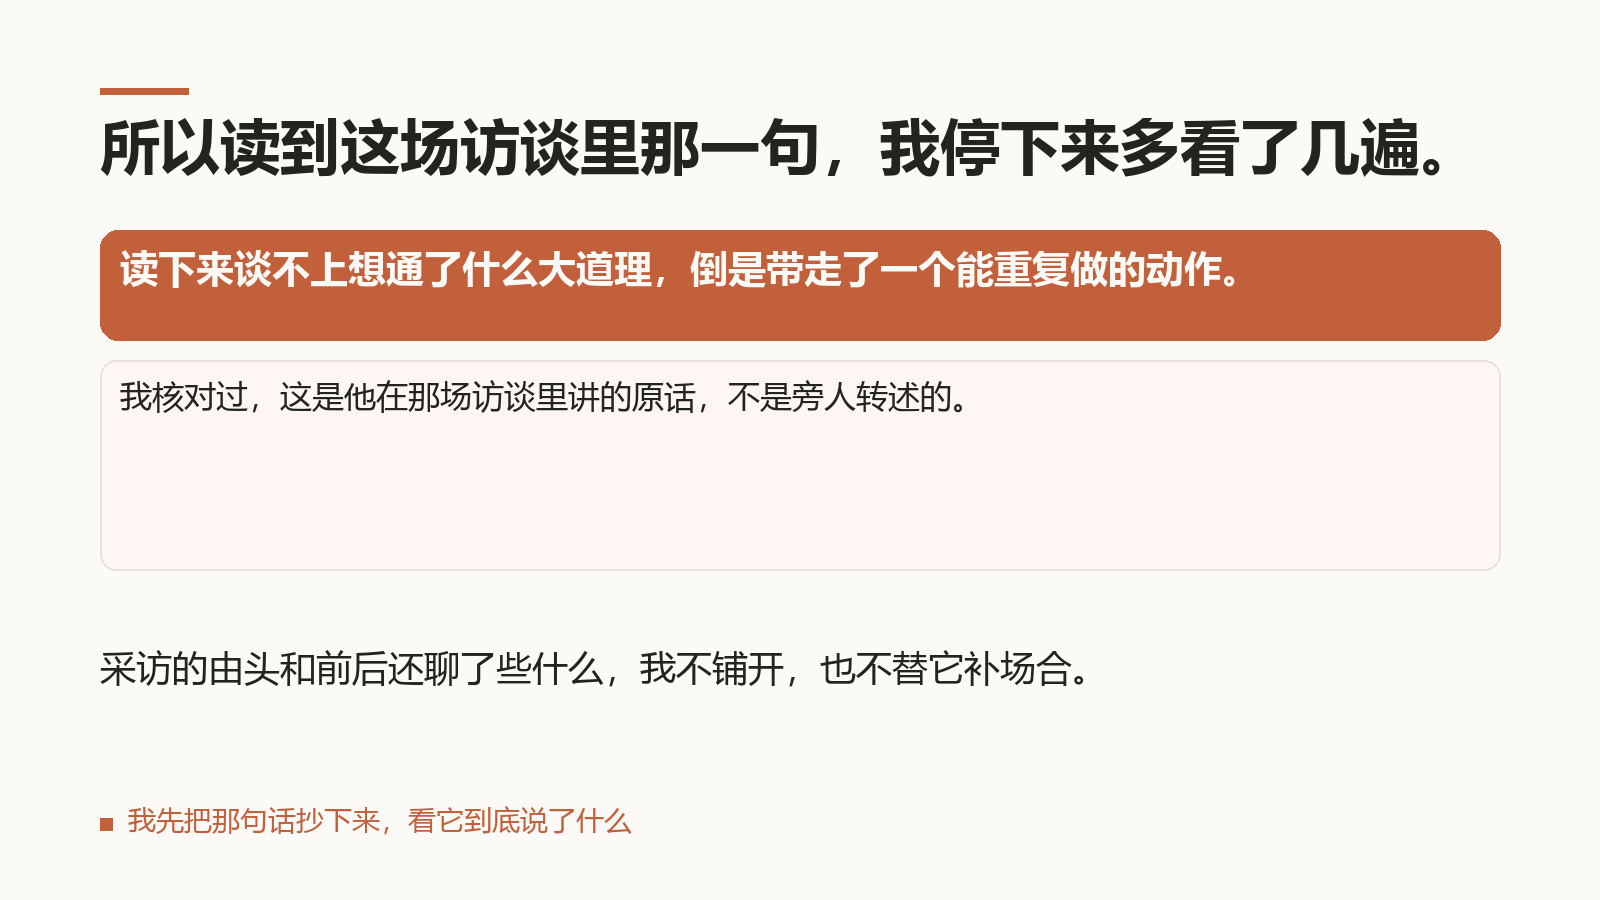 所以读到这场访谈里那一句，我停下来多看了几遍。
读下来谈不上想通了什么大道理，倒是带走了一个能重复做的动作。
我核对过，这是他在那场访谈里讲的原话，不是旁人转述的。
采访的由头和前后还聊了些什么，我不铺开，也不替它补场合。
我先把那句话抄下来，看它到底说了什么